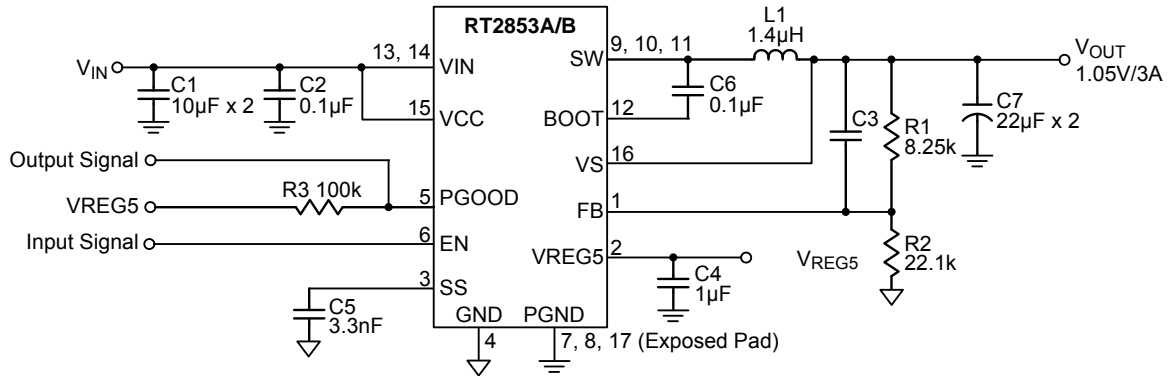 RT2853A/B
V_IN
13, 14
VIN
C1
10µF x 2
C2
0.1µF
15
VCC
Output Signal
VREG5
R3 100k
5
PGOOD
Input Signal
6
EN
3
SS
C5
3.3nF
GND
4
PGND
7, 8, 17 (Exposed Pad)
SW
9, 10, 11
L1
1.4µH
C6
0.1µF
BOOT
12
VS
16
FB
1
VREG5
2
C4
1µF
V_REG5
C3
R1
8.25k
R2
22.1k
C7
22µF x 2
V_OUT
1.05V/3A